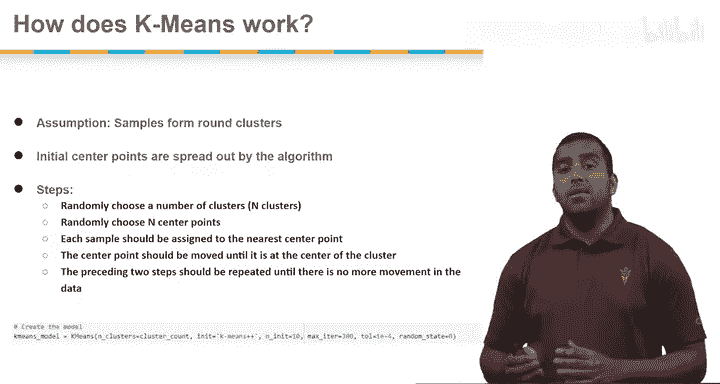 How do K-Means work?
Assumption: Samples form round clusters
Initial center points are spread out by the algorithm
Steps:
Randomly choose a number of clusters (N clusters)
Randomly choose N center points
Each sample should be assigned to the nearest center point
The center point should be moved until it is at the center of the cluster
The preceding two steps should be repeated until there is no more movement in the
data
# Create the model
kmeans_model = KMeans(n_clusters=cluster_count, init='k-means++', n_init=10, max_iter=300, tol=1e-4, random_state=0)
bilibili